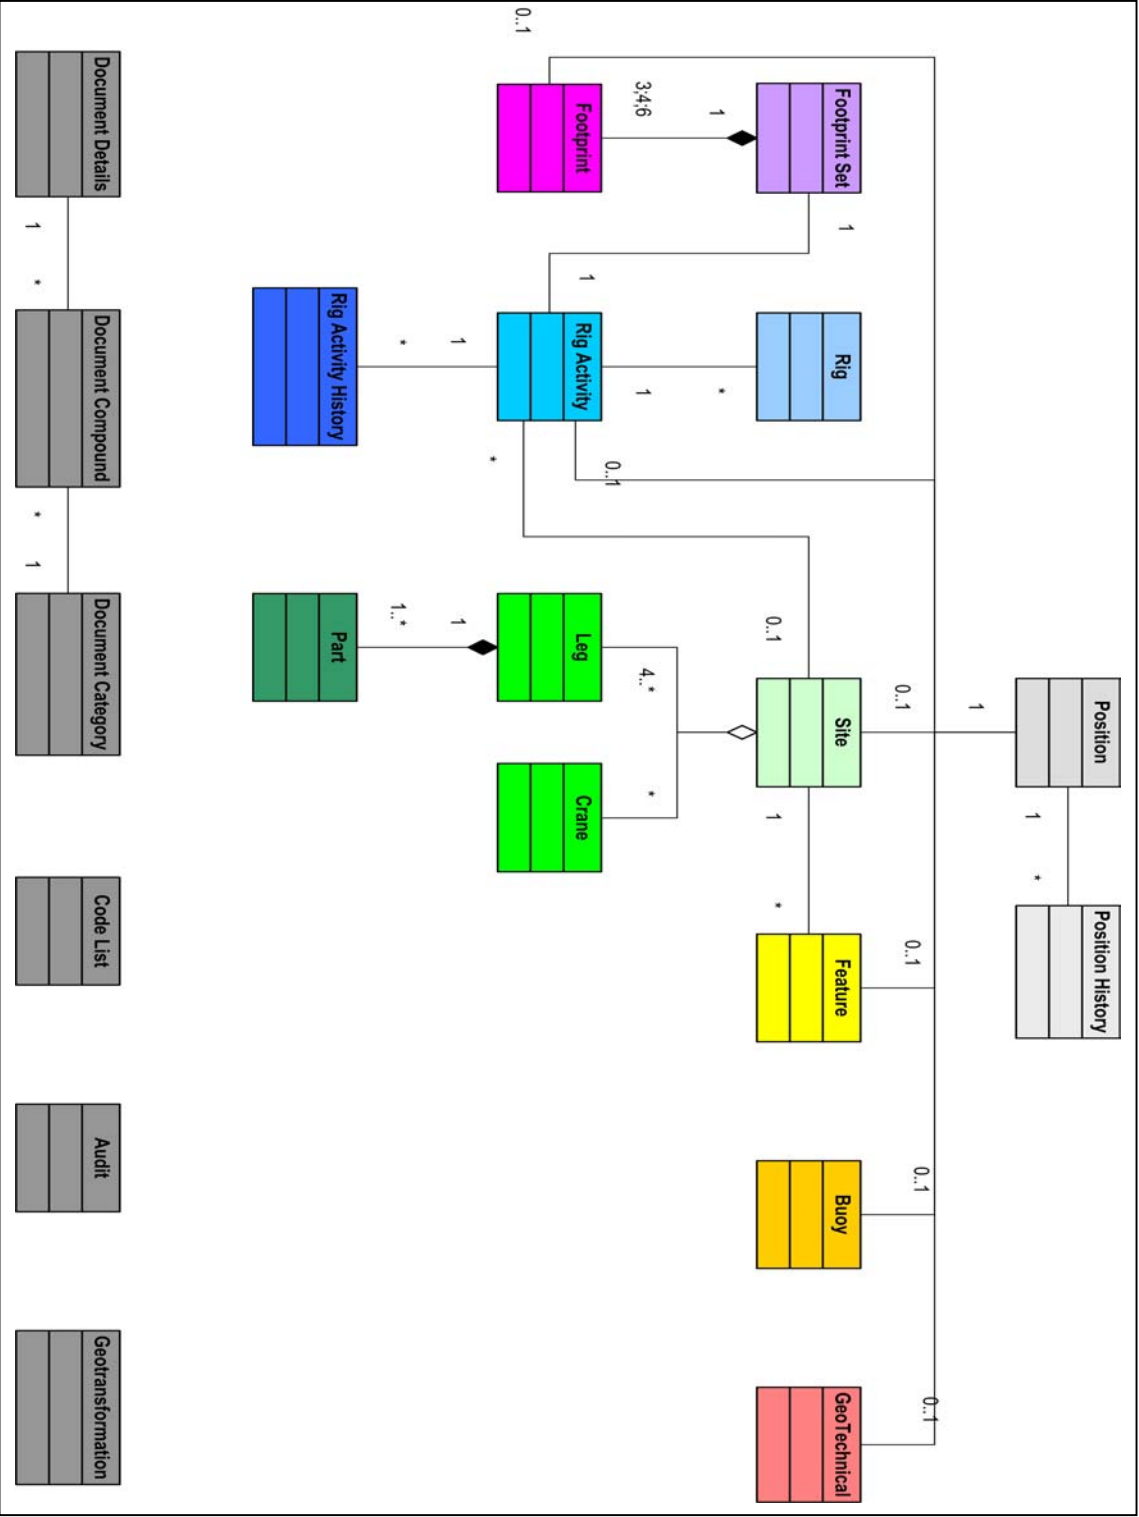 Position
Position History
1
*
1
0..1
0..1
0..1
0..1
1
Footprint Set
Rig
Site
Feature
Buoy
GeoTechnical
0..1
1
*
1
*
3;4;6
1
4..*
*
0..1
1
Footprint
Rig Activity
Leg
Crane
0..1
*
1
1
*
1..*
Rig Activity History
Part
Document Details
Document Compound
Document Category
Code List
Audit
Geotransformation
1
*
*
1